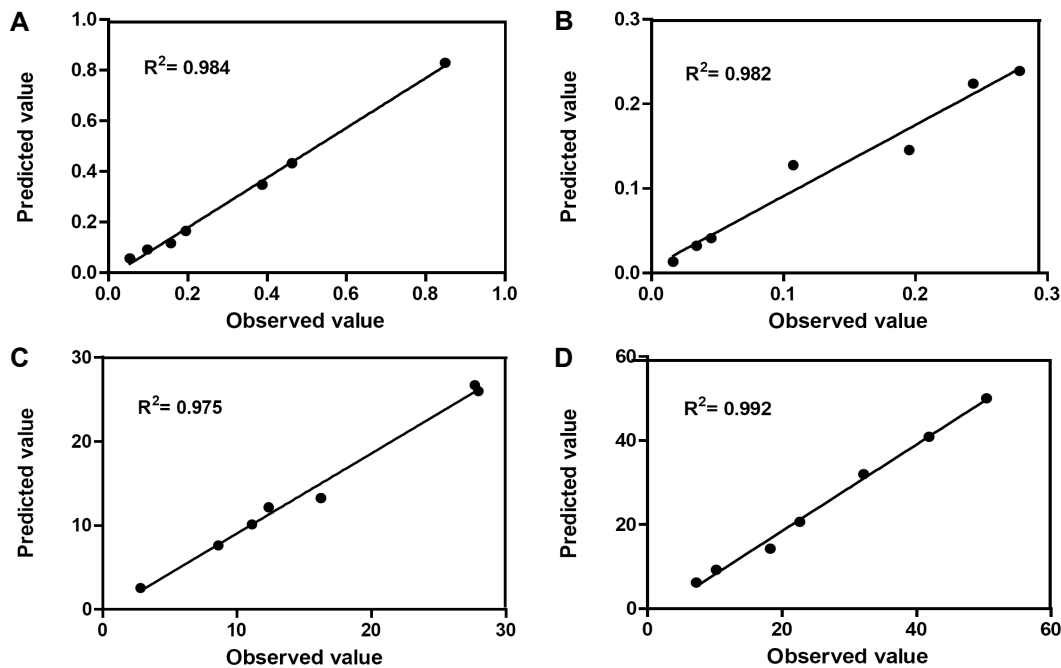 A
R2= 0.984
Predicted value
1.0
0.8
0.6
0.4
0.2
0.0
0.0 0.2 0.4 0.6 0.8 1.0
Observed value
B
R2= 0.982
Predicted value
0.3
0.2
0.1
0.0
0.0 0.1 0.2 0.3
Observed value
C
R2= 0.975
Predicted value
30
20
10
0
0 10 20 30
Observed value
D
R2= 0.992
Predicted value
60
40
20
0
0 20 40 60
Observed value